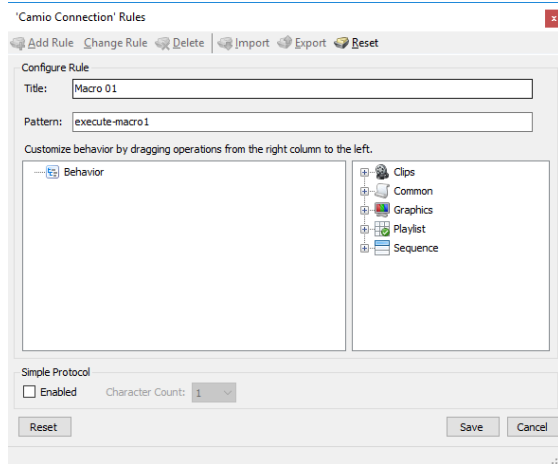 'Camio Connection' Rules
x
Add Rule Change Rule Delete Import Export Reset
Configure Rule
Title: Macro 01
Pattern: execute-macro1
Customize behavior by dragging operations from the right column to the left.
Behavior
Clips
Common
Graphics
Playlist
Sequence
Simple Protocol
Enabled Character Count: 1
Reset Save Cancel